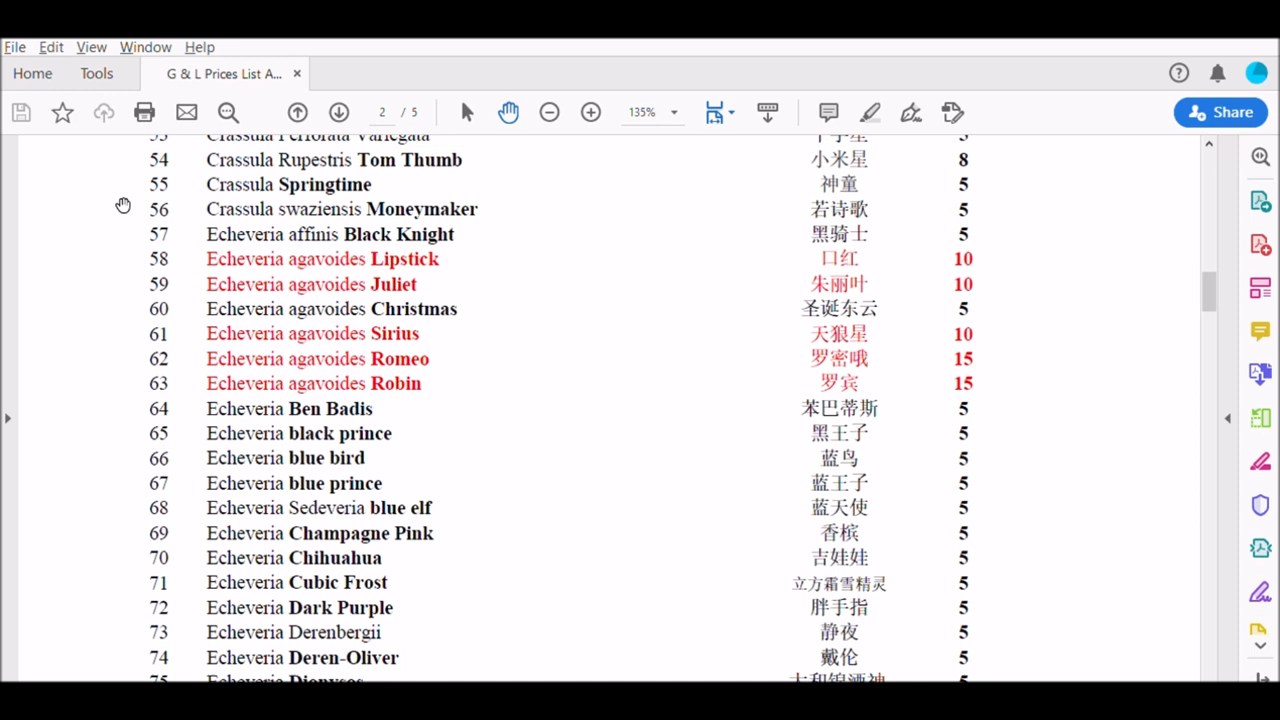 File Edit View Window Help
Home Tools G & L Prices List A... ×
2 / 5 135% Share
53 Crassula Perforata Variegata 5
54 Crassula Rupestris Tom Thumb 小米星 8
55 Crassula Springtime 神童 5
56 Crassula swaziensis Moneymaker 若诗歌 5
57 Echeveria affinis Black Knight 黑骑士 5
58 Echeveria agavoides Lipstick 口红 10
59 Echeveria agavoides Juliet 朱丽叶 10
60 Echeveria agavoides Christmas 圣诞东云 5
61 Echeveria agavoides Sirius 天狼星 10
62 Echeveria agavoides Romeo 罗密哦 15
63 Echeveria agavoides Robin 罗宾 15
64 Echeveria Ben Badis 苯巴蒂斯 5
65 Echeveria black prince 黑王子 5
66 Echeveria blue bird 蓝鸟 5
67 Echeveria blue prince 蓝王子 5
68 Echeveria Sedeveria blue elf 蓝天使 5
69 Echeveria Champagne Pink 香槟 5
70 Echeveria Chihuahua 吉娃娃 5
71 Echeveria Cubic Frost 立方霜雪精灵 5
72 Echeveria Dark Purple 胖手指 5
73 Echeveria Derenbergii 静夜 5
74 Echeveria Deren-Oliver 戴伦 5
75 Echeveria Dionysos 5